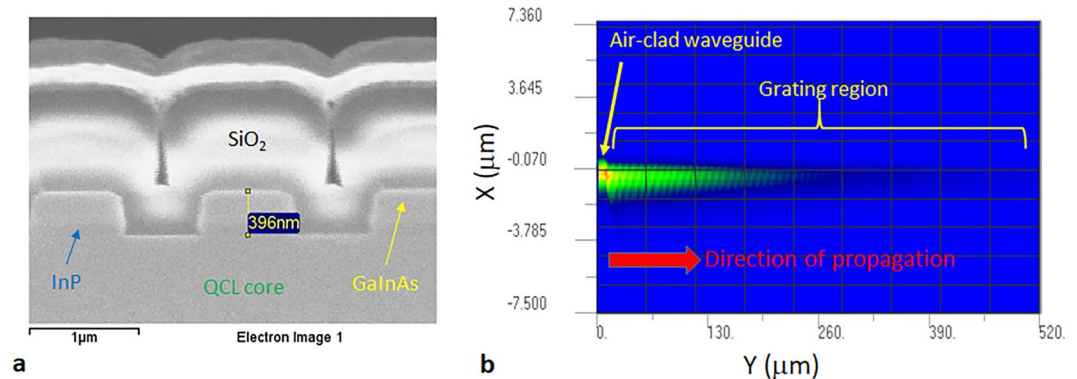 SiO2
396nm
InP
GaInAs
QCL core
1µm
Electron Image 1
a
7.360
3.645
-0.070
-3.785
-7.500
X (µm)
Air-clad waveguide
Grating region
Direction of propagation
0.
130.
260.
390.
520.
Y (µm)
b